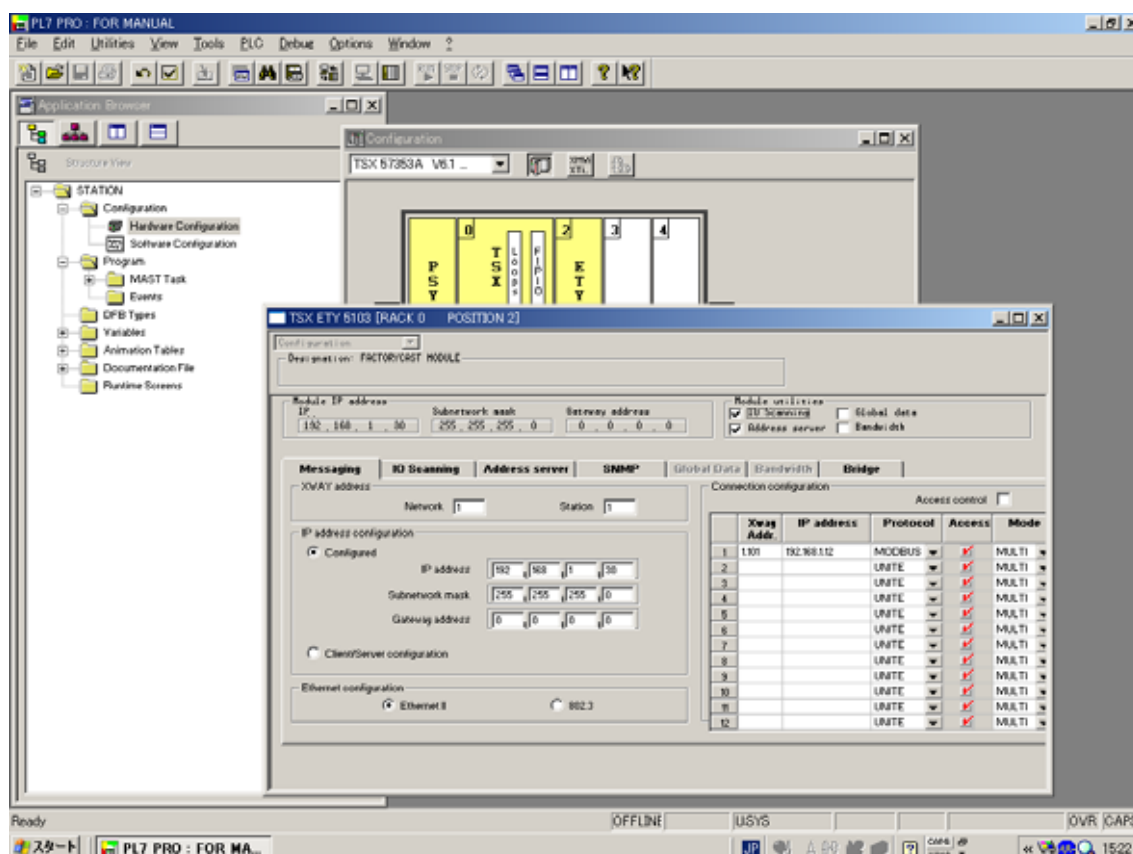 PL7 PRO : FOR MANUAL
File Edit Utilities View Tools PLC Debug Options Window ?
Application Browser
Structure View
STATION
Configuration
Hardware Configuration
Software Configuration
Program
MAST Task
Events
DFB Types
Variables
Animation Tables
Documentation File
Runtime Screens
Configuration
TSX 57353A V6.1 ...
0 2 3 4
PSY
TSX
Loops
FIPIO
ETY
TSX ETY 5103 [RACK 0 POSITION 2]
Configuration
Designation: FACTORYCAST MODULE
Module IP address
IP Subnetwork mask Gateway address
192 . 168 . 1 . 30 255 . 255 . 255 . 0 0 . 0 . 0 . 0
Module utilities
IO Scanning Global data
Address server Bandwidth
Messaging IO Scanning Address server SNMP Global Data Bandwidth Bridge
XWAY address
Network 1 Station 1
IP address configuration
Configured
IP address 192 . 168 . 1 . 30
Subnetwork mask 255 . 255 . 255 . 0
Gateway address 0 . 0 . 0 . 0
Client/Server configuration
Ethernet configuration
Ethernet II 802.3
Connection configuration
Access control
Xway Addr. IP address Protocol Access Mode
1 1.101 192.168.1.12 MODBUS MULTI
2 UNITE MULTI
3 UNITE MULTI
4 UNITE MULTI
5 UNITE MULTI
6 UNITE MULTI
7 UNITE MULTI
8 UNITE MULTI
9 UNITE MULTI
10 UNITE MULTI
11 UNITE MULTI
12 UNITE MULTI
Ready OFFLINE USYS OVR CAPS
スタート PL7 PRO : FOR MA... JP CAPS 15:22